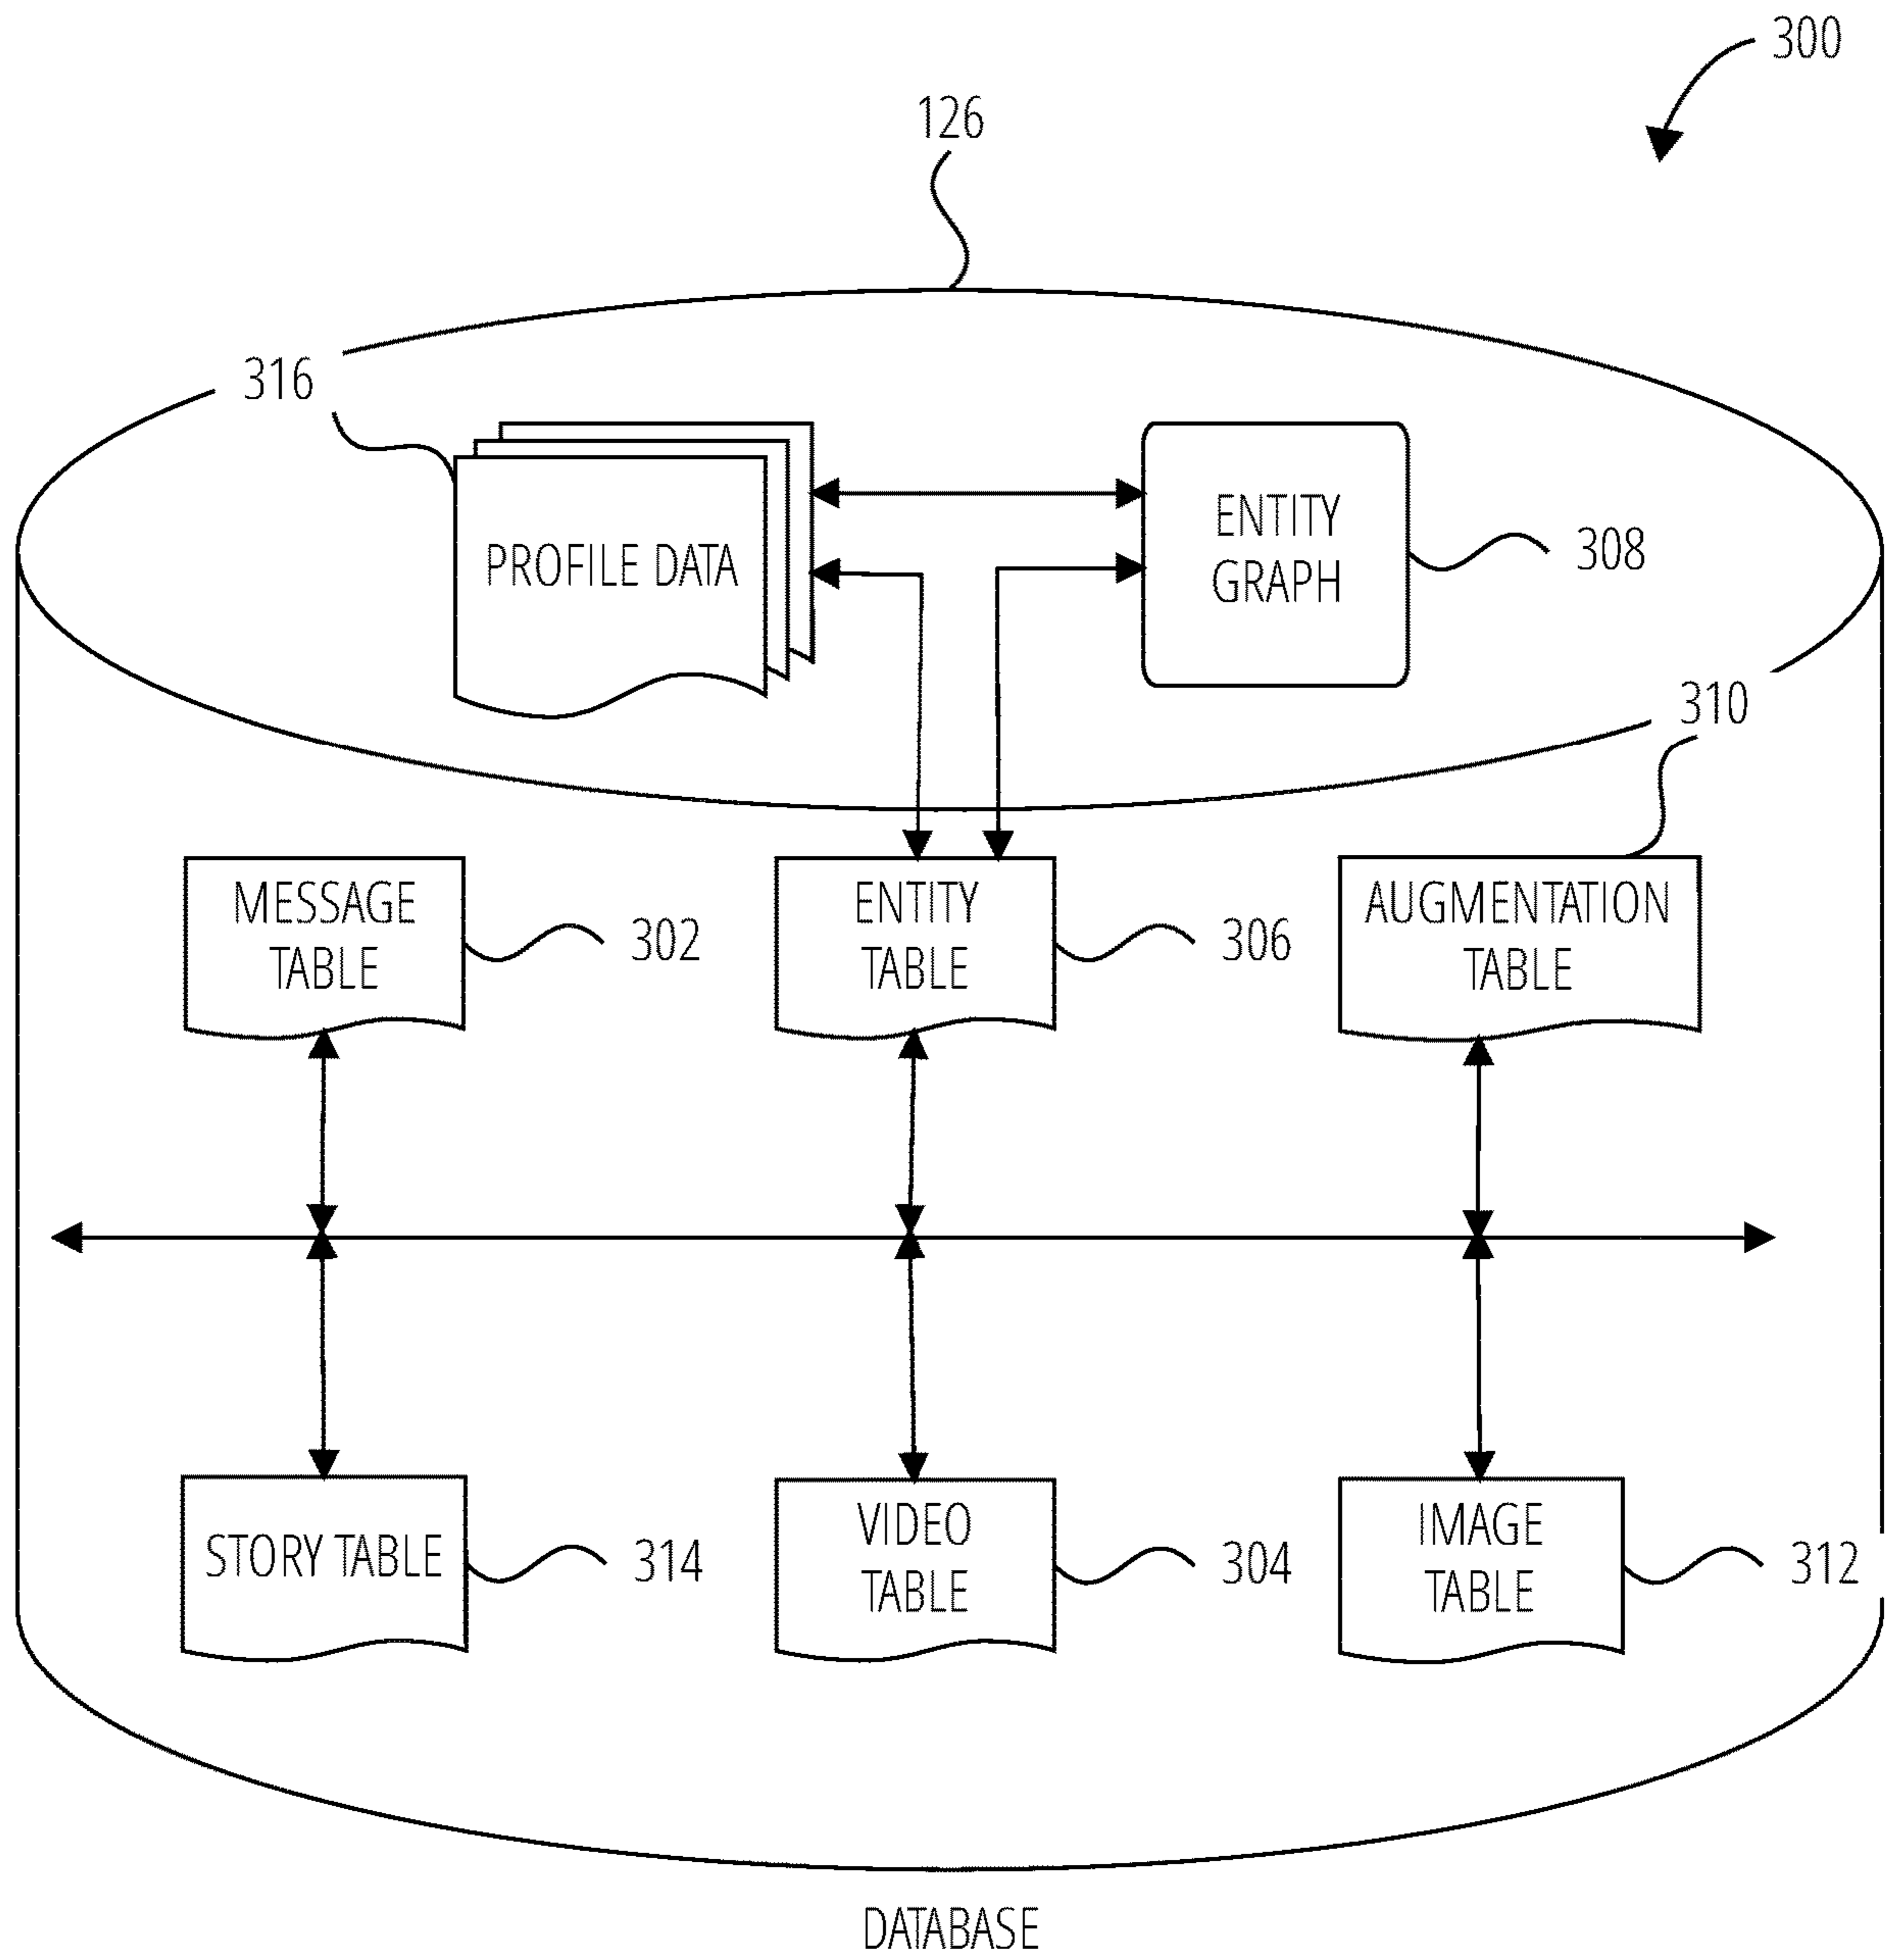 300
126
316
PROFILE DATA
ENTITY
GRAPH
308
310
MESSAGE
TABLE
302
ENTITY
TABLE
306
AUGMENTATION
TABLE
STORY TABLE
314
VIDEO
TABLE
304
IMAGE
TABLE
312
DATABASE